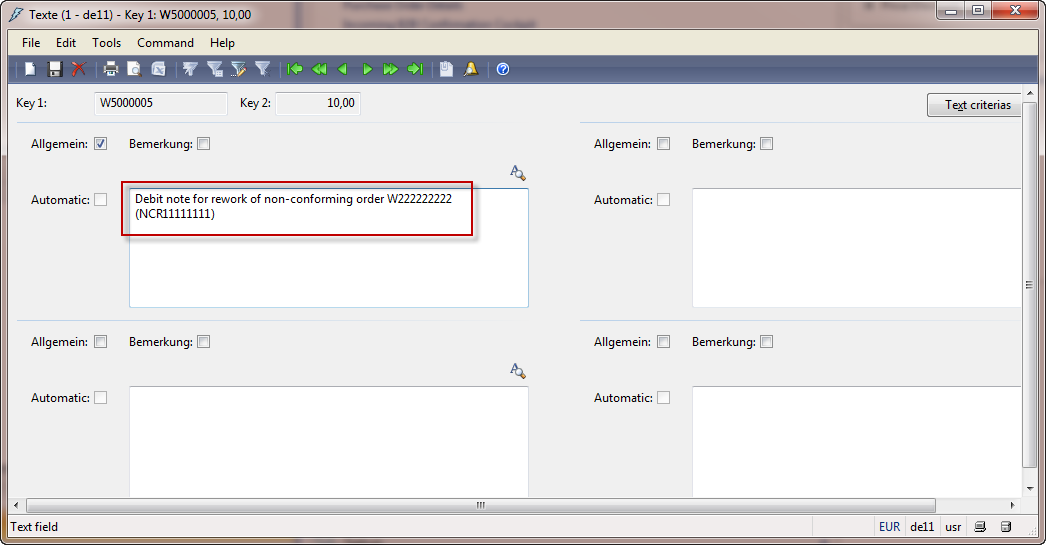 Texte (1 - de11) - Key 1: W5000005, 10,00
File Edit Tools Command Help
Key 1: W5000005 Key 2: 10,00 Text criterias
Allgemein: Bemerkung: Allgemein: Bemerkung:
Automatic: Automatic:
Debit note for rework of non-conforming order W222222222
(NCR11111111)
Allgemein: Bemerkung: Allgemein: Bemerkung:
Automatic: Automatic:
Text field EUR de11 usr